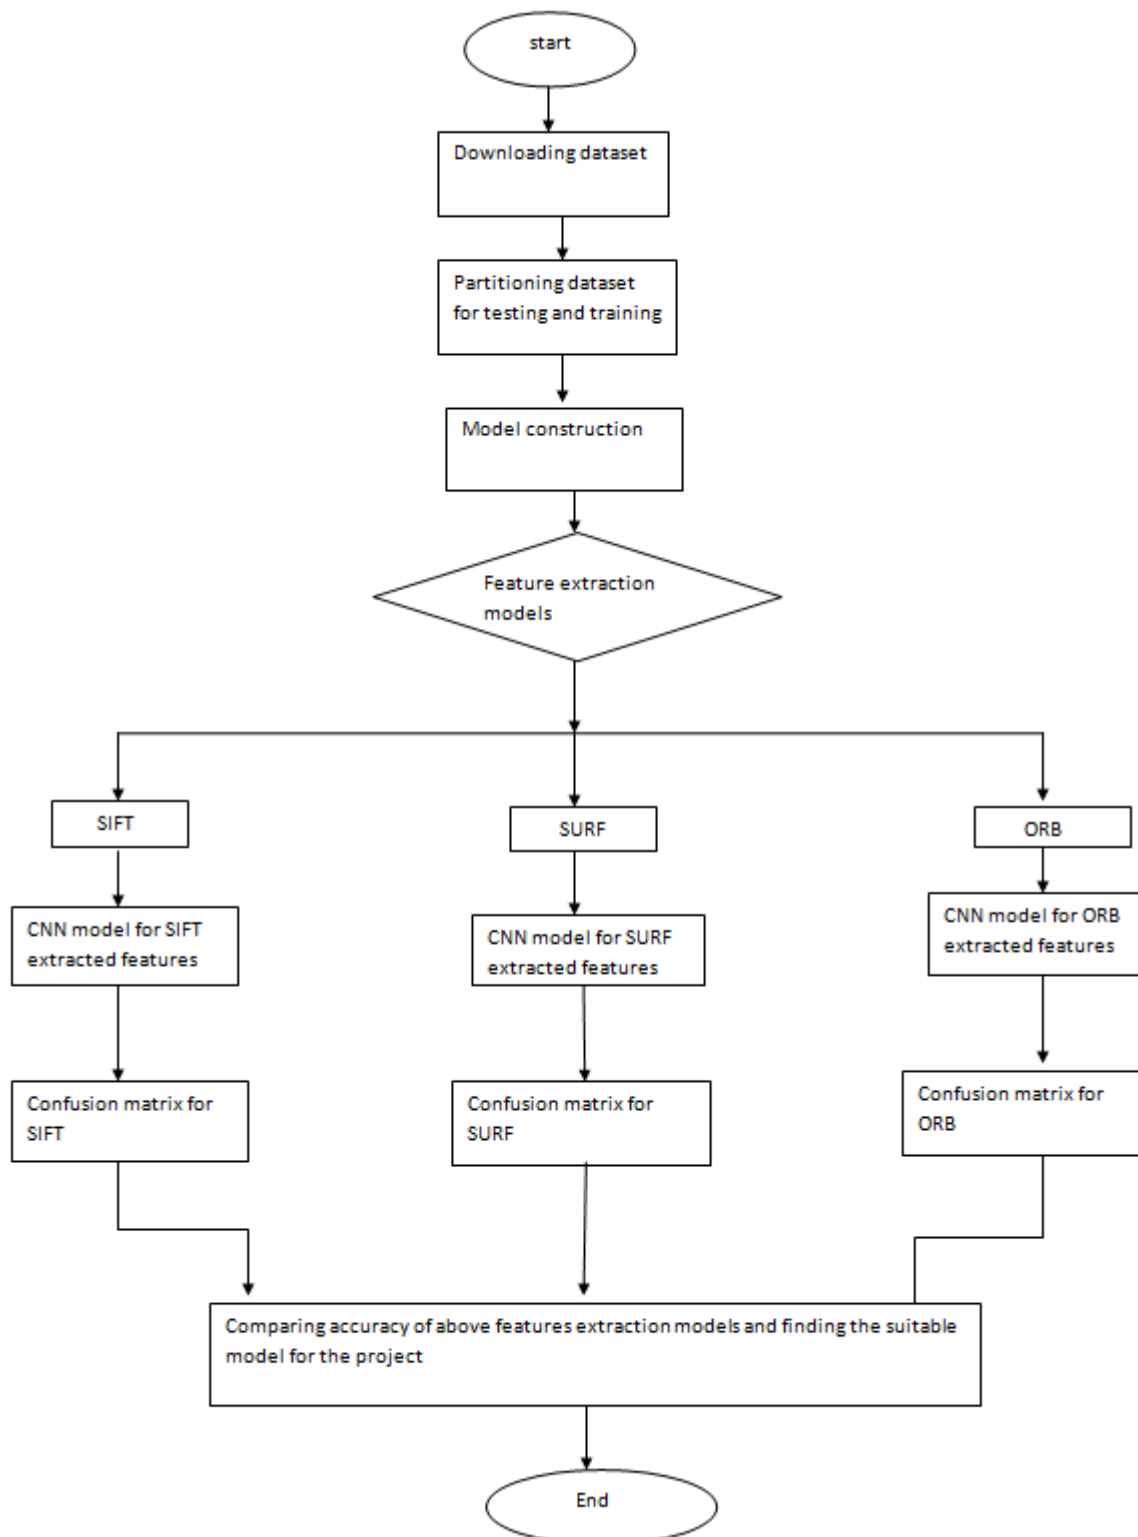 start
Downloading dataset
Partitioning dataset
for testing and training
Model construction
Feature extraction
models
SIFT
SURF
ORB
CNN model for SIFT
extracted features
CNN model for SURF
extracted features
CNN model for ORB
extracted features
Confusion matrix for
SIFT
Confusion matrix for
SURF
Confusion matrix for
ORB
Comparing accuracy of above features extraction models and finding the suitable
model for the project
End